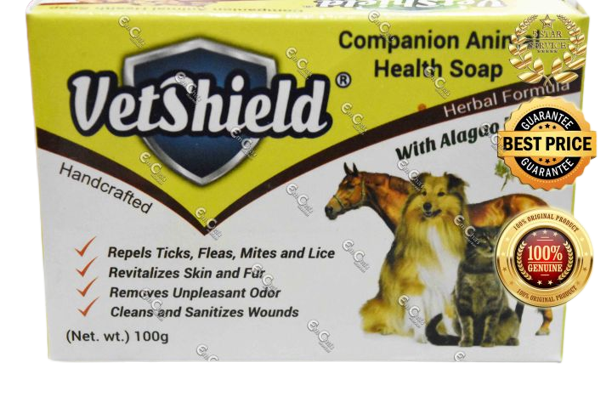 VetShield®
Companion
Health Soap
Herbal Formula
With Alagao
Handcrafted
Repels Ticks, Fleas, Mites and Lice
Revitalizes Skin and Fur
Removes Unpleasant Odor
Cleans and Sanitizes Wounds
(Net. wt.) 100g
GUARANTEE
BEST PRICE
GUARANTEE
100% ORIGINAL PRODUCT
100%
GENUINE
100% ORIGINAL PRODUCT